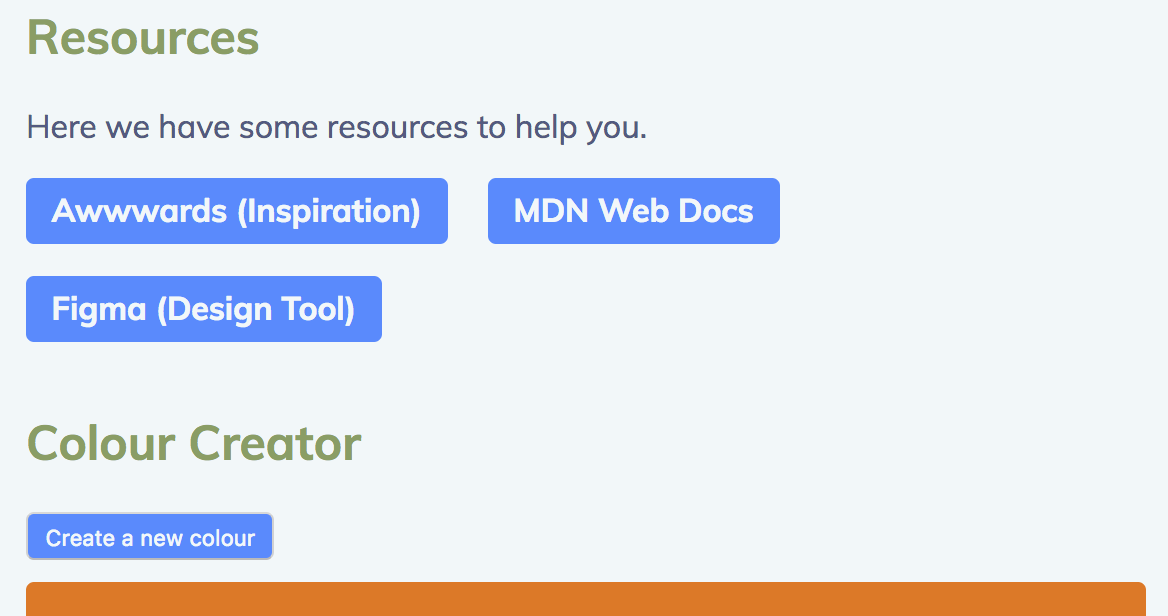 Resources
Here we have some resources to help you.
Awwwards (Inspiration) MDN Web Docs
Figma (Design Tool)
Colour Creator
Create a new colour